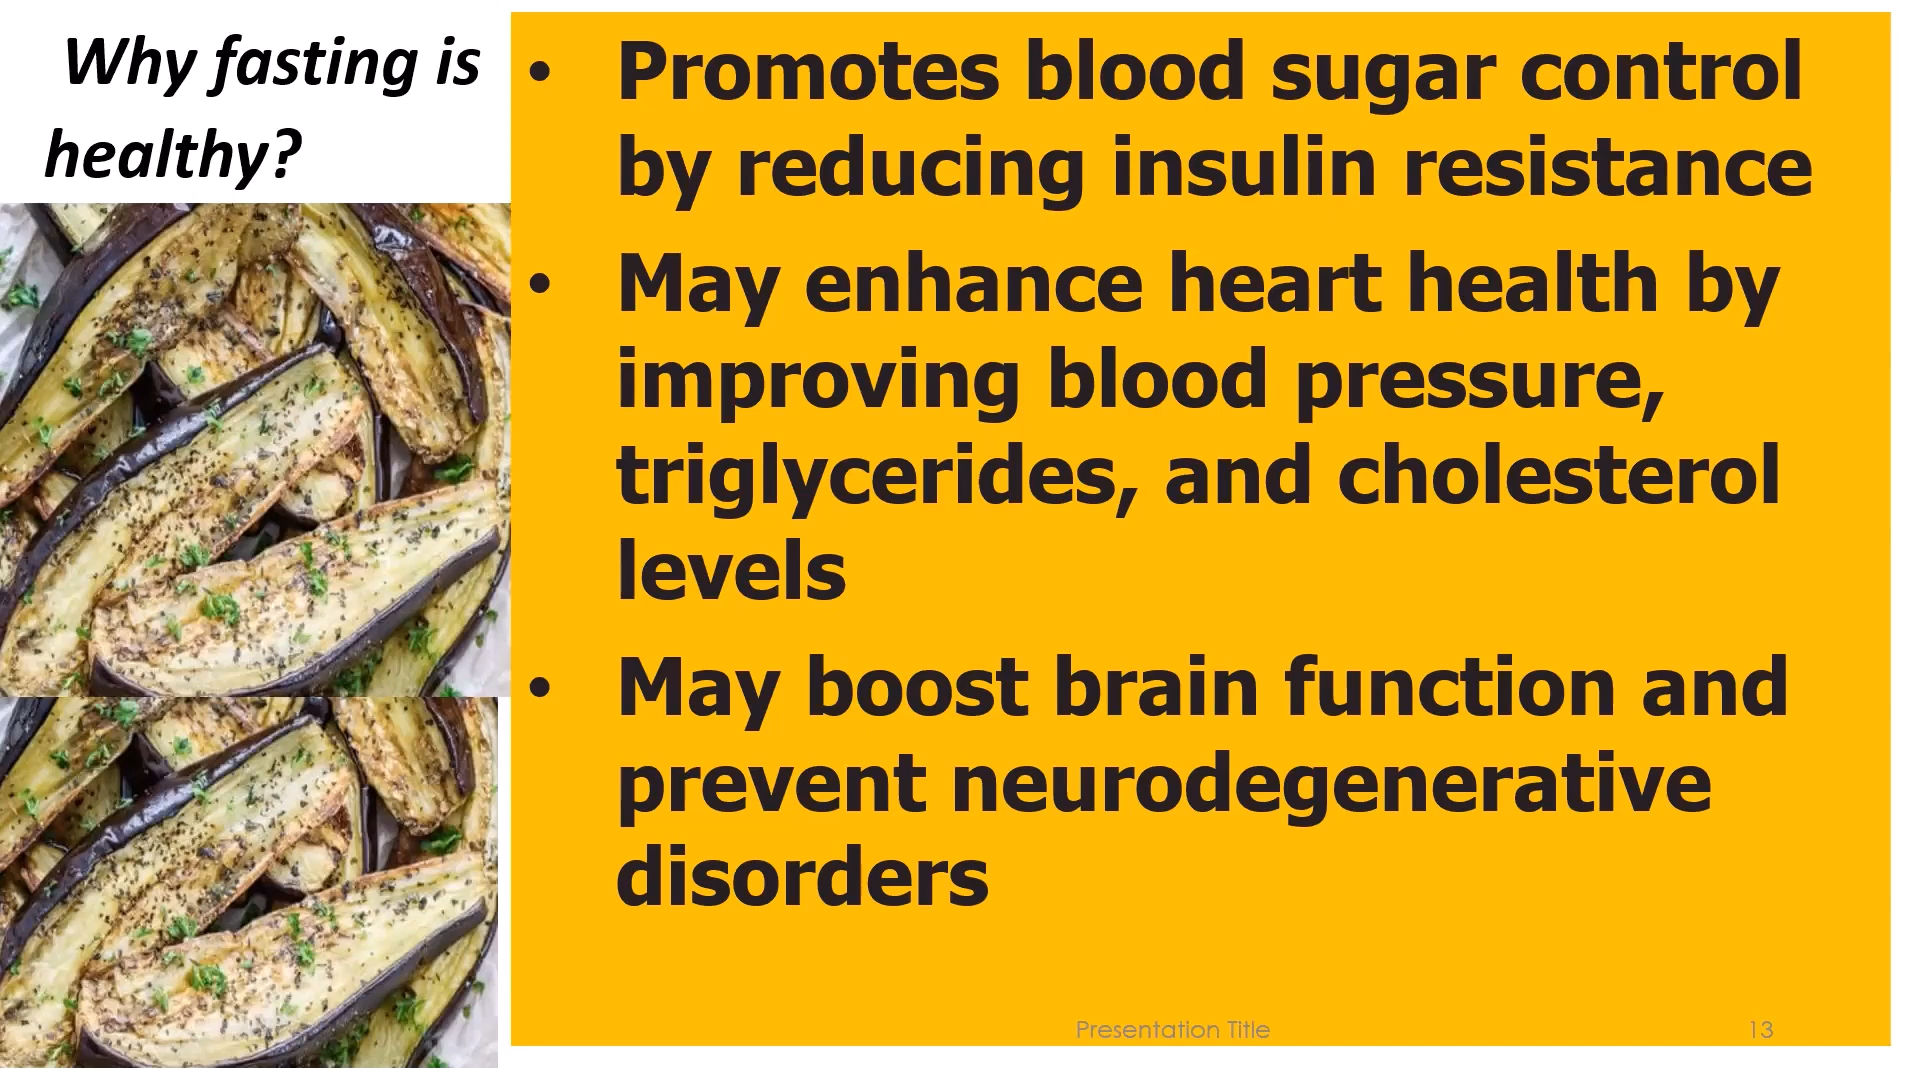 Why fasting is
healthy?
• Promotes blood sugar control
by reducing insulin resistance
• May enhance heart health by
improving blood pressure,
triglycerides, and cholesterol
levels
• May boost brain function and
prevent neurodegenerative
disorders
Presentation Title
13